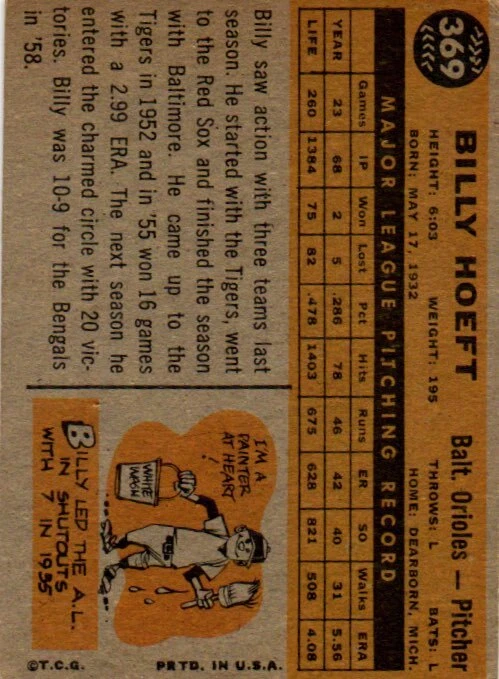 369
BILLY HOEFT
Balt. Orioles — Pitcher
HEIGHT: 6:03 WEIGHT: 195 THROWS: L BATS: L
BORN: MAY 17, 1932 HOME: DEARBORN, MICH.
MAJOR LEAGUE PITCHING RECORD
Games IP Won Lost Pct Hits Runs ER SO Walks ERA
YEAR 23 68 2 5 .286 78 46 42 40 31 5.56
LIFE 260 1384 75 82 .478 1403 675 628 821 508 4.08
Billy saw action with three teams last
season. He started with the Tigers, went
to the Red Sox and finished the season
with Baltimore. He came up to the
Tigers in 1952 and in '55 won 16 games
with a 2.99 ERA. The next season he
entered the charmed circle with 20 vic-
tories. Billy was 10-9 for the Bengals
in '58.
I'M A
PAINTER
AT HEART
!
WHITE
WASH
BILLY LED THE A.L.
IN SHUTOUTS
WITH 7 IN 1955
©T.C.G. PRTD. IN U.S.A.